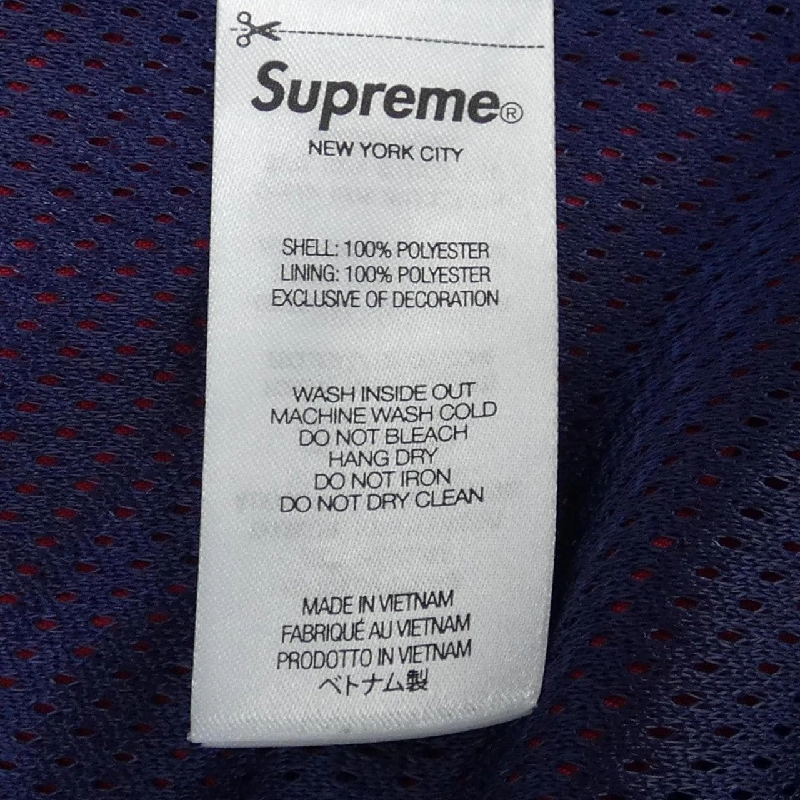 Supreme®
NEW YORK CITY
SHELL: 100% POLYESTER
LINING: 100% POLYESTER
EXCLUSIVE OF DECORATION
WASH INSIDE OUT
MACHINE WASH COLD
DO NOT BLEACH
HANG DRY
DO NOT IRON
DO NOT DRY CLEAN
MADE IN VIETNAM
FABRIQUÉ AU VIETNAM
PRODOTTO IN VIETNAM
ベトナム製